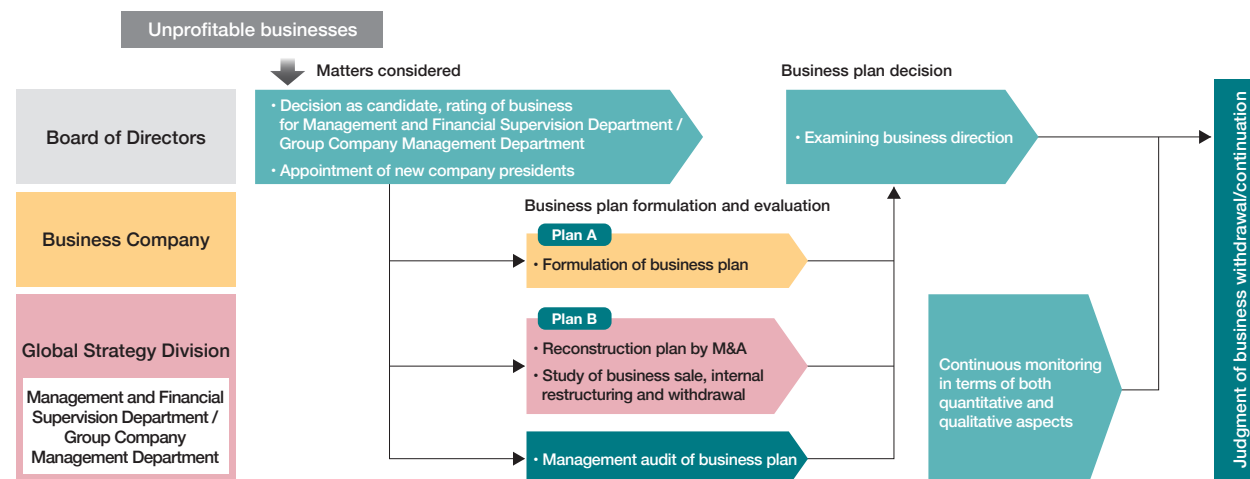 Unprofitable businesses
Matters considered
Business plan decision
Board of Directors
・Decision as candidate, rating of business
for Management and Financial Supervision Department /
Group Company Management Department
・Appointment of new company presidents
・Examining business direction
Business plan formulation and evaluation
Business Company
Plan A
・Formulation of business plan
Global Strategy Division
Management and Financial
Supervision Department /
Group Company
Management Department
Plan B
・Reconstruction plan by M&A
・Study of business sale, internal
restructuring and withdrawal
・Management audit of business plan
Continuous monitoring
in terms of both
quantitative and
qualitative aspects
Judgment of business withdrawal/continuation